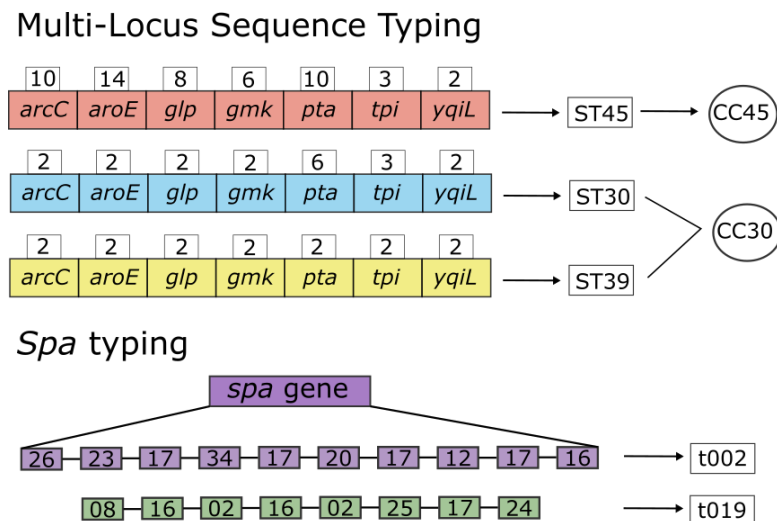 Multi-Locus Sequence Typing
10 14 8 6 10 3 2
arcC aroE glp gmk pta tpi yqiL ST45 CC45
2 2 2 2 6 3 2
arcC aroE glp gmk pta tpi yqiL ST30
CC30
2 2 2 2 2 2 2
arcC aroE glp gmk pta tpi yqiL ST39
Spa typing
spa gene
26 23 17 34 17 20 17 12 17 16 t002
08 16 02 16 02 25 17 24 t019